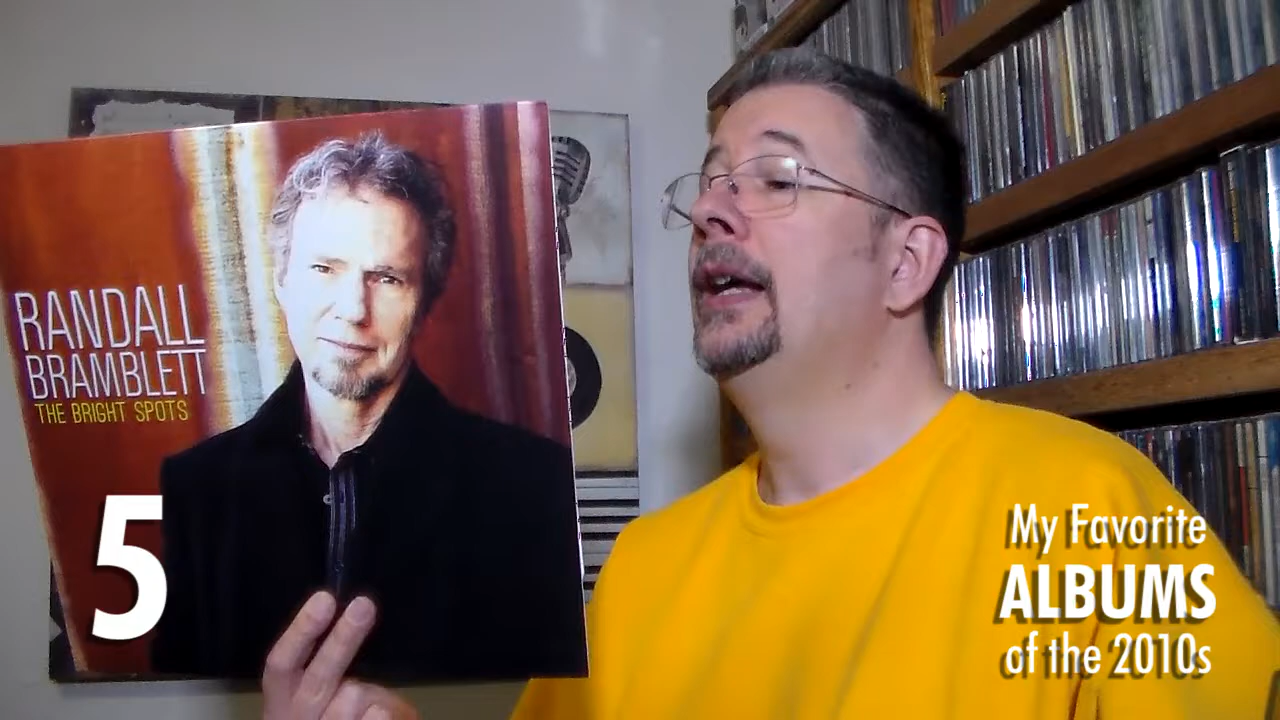 RANDALL
BRAMBLETT
THE BRIGHT SPOTS
5
My Favorite
ALBUMS
of the 2010s